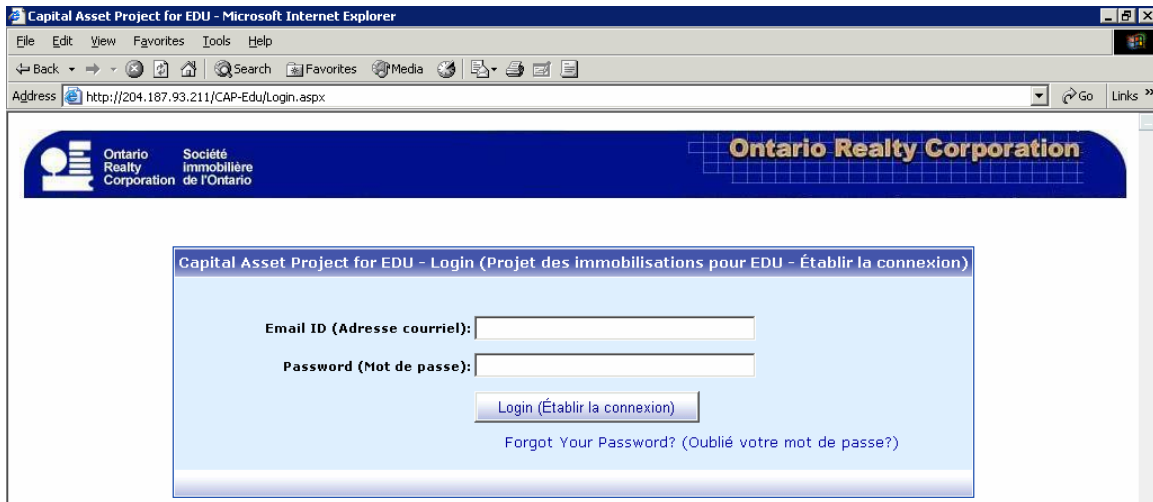 Capital Asset Project for EDU - Microsoft Internet Explorer
File Edit View Favorites Tools Help
Back Search Favorites Media
Address http://204.187.93.211/CAP-Edu/Login.aspx Go Links »
Ontario Société
Realty immobilière
Corporation de l'Ontario
Ontario Realty Corporation
Capital Asset Project for EDU - Login (Projet des immobilisations pour EDU - Établir la connexion)
Email ID (Adresse courriel):
Password (Mot de passe):
Login (Établir la connexion)
Forgot Your Password? (Oublié votre mot de passe?)